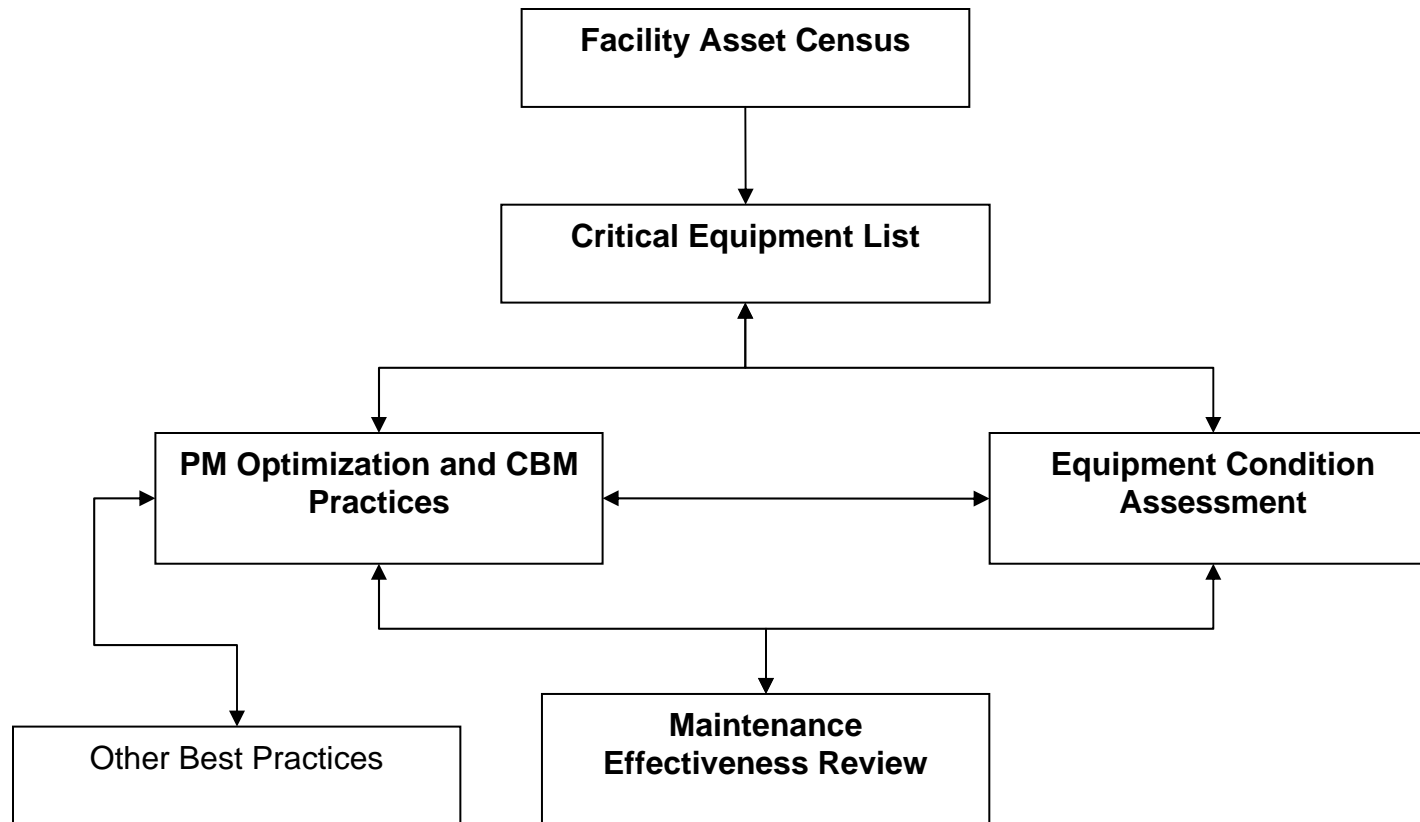 Facility Asset Census
Critical Equipment List
PM Optimization and CBM
Practices
Equipment Condition
Assessment
Other Best Practices
Maintenance
Effectiveness Review